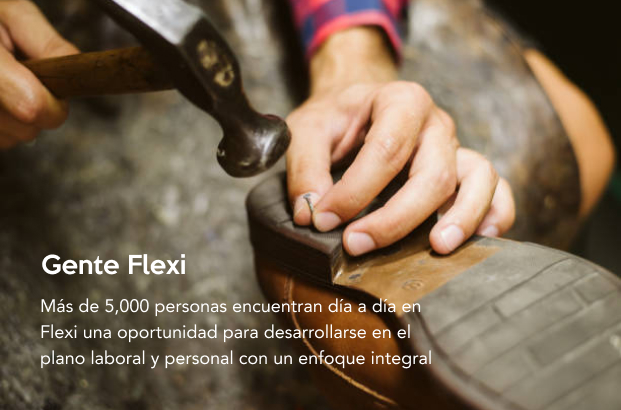 Gente Flexi
Más de 5,000 personas encuentran día a día en
Flexi una oportunidad para desarrollarse en el
plano laboral y personal con un enfoque integral